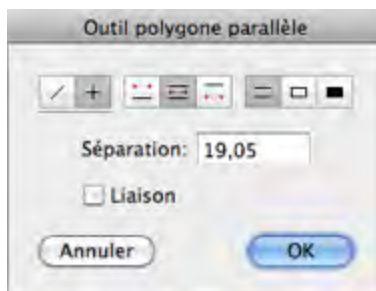 Outil polygone parallèle
Séparation: 19,05
Liaison
Annuler OK